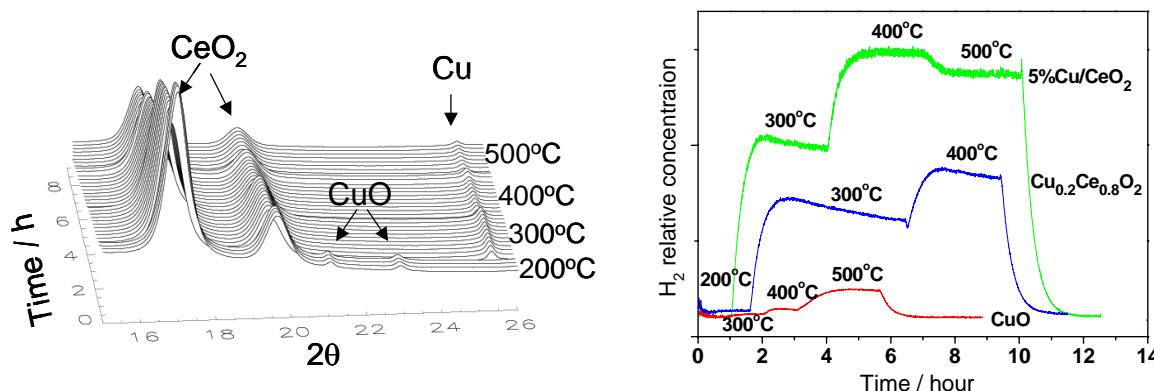 CeO2
Cu
CuO
500ºC
400ºC
300ºC
200ºC
8
6
4
2
0
Time / h
16 18 20 22 24 26
2θ
H2 relative concentraion
400°C
500°C
5%Cu/CeO2
300°C
400°C
300°C
Cu0.2Ce0.8O2
200°C
500°C
400°C
300°C
CuO
0 2 4 6 8 10 12 14
Time / hour